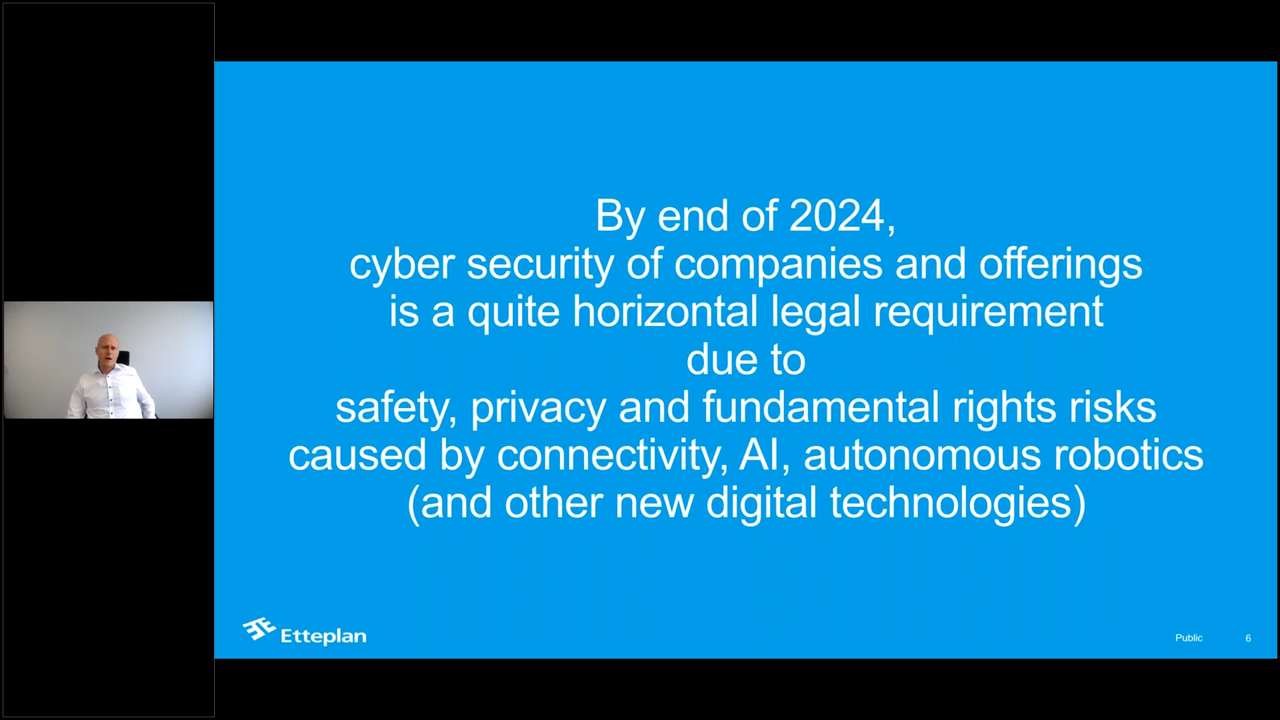 By end of 2024,
cyber security of companies and offerings
is a quite horizontal legal requirement
due to
safety, privacy and fundamental rights risks
caused by connectivity, AI, autonomous robotics
(and other new digital technologies)
Etteplan
Public
6